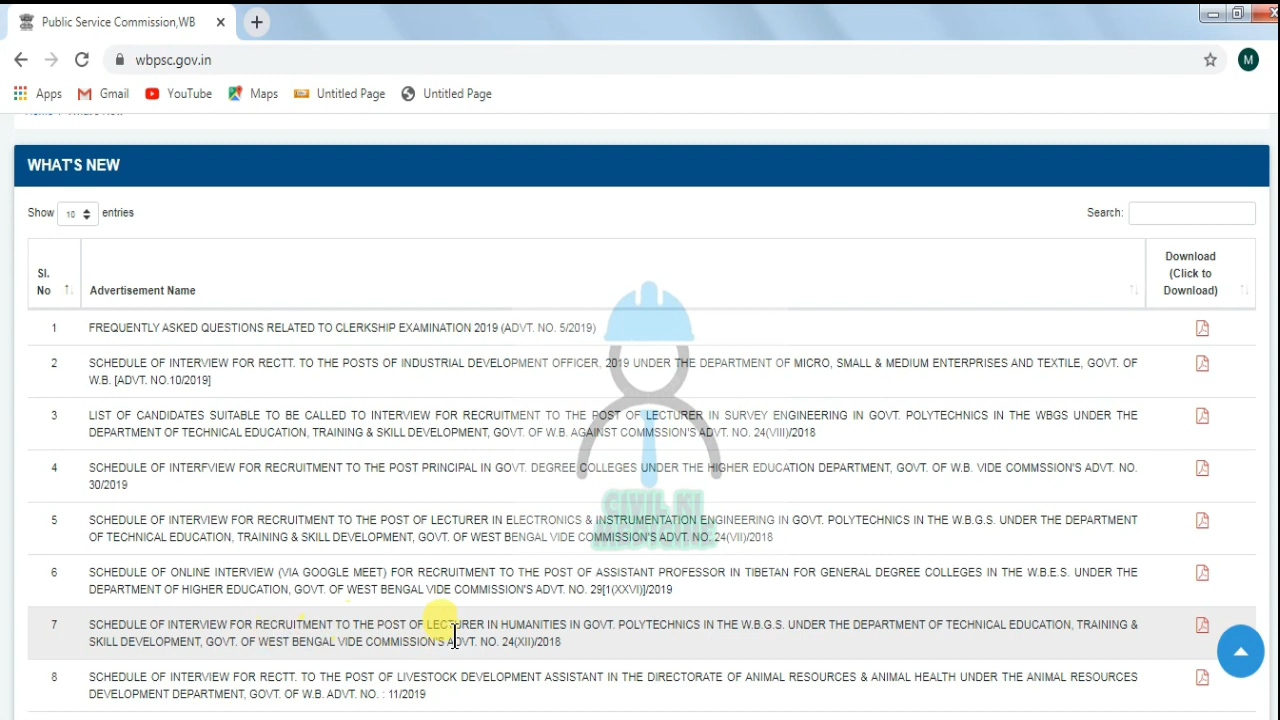 Public Service Commission,WB
wbpsc.gov.in
M
Apps Gmail YouTube Maps Untitled Page Untitled Page
WHAT'S NEW
Show 10 entries Search:
Sl. No Advertisement Name Download (Click to Download)
1 FREQUENTLY ASKED QUESTIONS RELATED TO CLERKSHIP EXAMINATION 2019 (ADVT. NO. 5/2019)
2 SCHEDULE OF INTERVIEW FOR RECTT. TO THE POSTS OF INDUSTRIAL DEVELOPMENT OFFICER, 2019 UNDER THE DEPARTMENT OF MICRO, SMALL & MEDIUM ENTERPRISES AND TEXTILE, GOVT. OF
W.B. [ADVT. NO.10/2019]
3 LIST OF CANDIDATES SUITABLE TO BE CALLED TO INTERVIEW FOR RECRUITMENT TO THE POST OF LECTURER IN SURVEY ENGINEERING IN GOVT. POLYTECHNICS IN THE WBGS UNDER THE
DEPARTMENT OF TECHNICAL EDUCATION, TRAINING & SKILL DEVELOPMENT, GOVT. OF W.B. AGAINST COMMSSION'S ADVT. NO. 24(VIII)/2018
4 SCHEDULE OF INTERFVIEW FOR RECRUITMENT TO THE POST PRINCIPAL IN GOVT. DEGREE COLLEGES UNDER THE HIGHER EDUCATION DEPARTMENT, GOVT. OF W.B. VIDE COMMSSION'S ADVT. NO.
30/2019
5 SCHEDULE OF INTERVIEW FOR RECRUITMENT TO THE POST OF LECTURER IN ELECTRONICS & INSTRUMENTATION ENGINEERING IN GOVT. POLYTECHNICS IN THE W.B.G.S. UNDER THE DEPARTMENT
OF TECHNICAL EDUCATION, TRAINING & SKILL DEVELOPMENT, GOVT. OF WEST BENGAL VIDE COMMISSION'S ADVT. NO. 24(VII)/2018
6 SCHEDULE OF ONLINE INTERVIEW (VIA GOOGLE MEET) FOR RECRUITMENT TO THE POST OF ASSISTANT PROFESSOR IN TIBETAN FOR GENERAL DEGREE COLLEGES IN THE W.B.E.S. UNDER THE
DEPARTMENT OF HIGHER EDUCATION, GOVT. OF WEST BENGAL VIDE COMMISSION'S ADVT. NO. 29[1(XXVI)]/2019
7 SCHEDULE OF INTERVIEW FOR RECRUITMENT TO THE POST OF LECTURER IN HUMANITIES IN GOVT. POLYTECHNICS IN THE W.B.G.S. UNDER THE DEPARTMENT OF TECHNICAL EDUCATION, TRAINING &
SKILL DEVELOPMENT, GOVT. OF WEST BENGAL VIDE COMMISSION'S ADVT. NO. 24(XII)/2018
8 SCHEDULE OF INTERVIEW FOR RECTT. TO THE POST OF LIVESTOCK DEVELOPMENT ASSISTANT IN THE DIRECTORATE OF ANIMAL RESOURCES & ANIMAL HEALTH UNDER THE ANIMAL RESOURCES
DEVELOPMENT DEPARTMENT, GOVT. OF W.B. ADVT. NO. : 11/2019
CIVIL KI